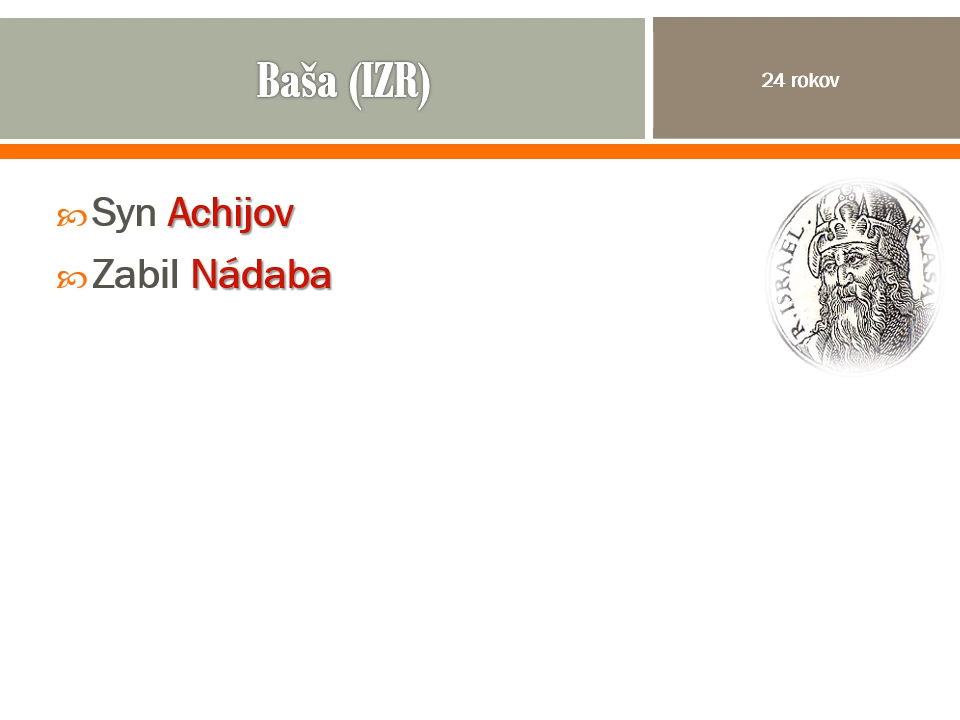 Baša (IZR)
24 rokov
Syn Achijov
Zabil Nádaba
R. ISRAEL. BAASA